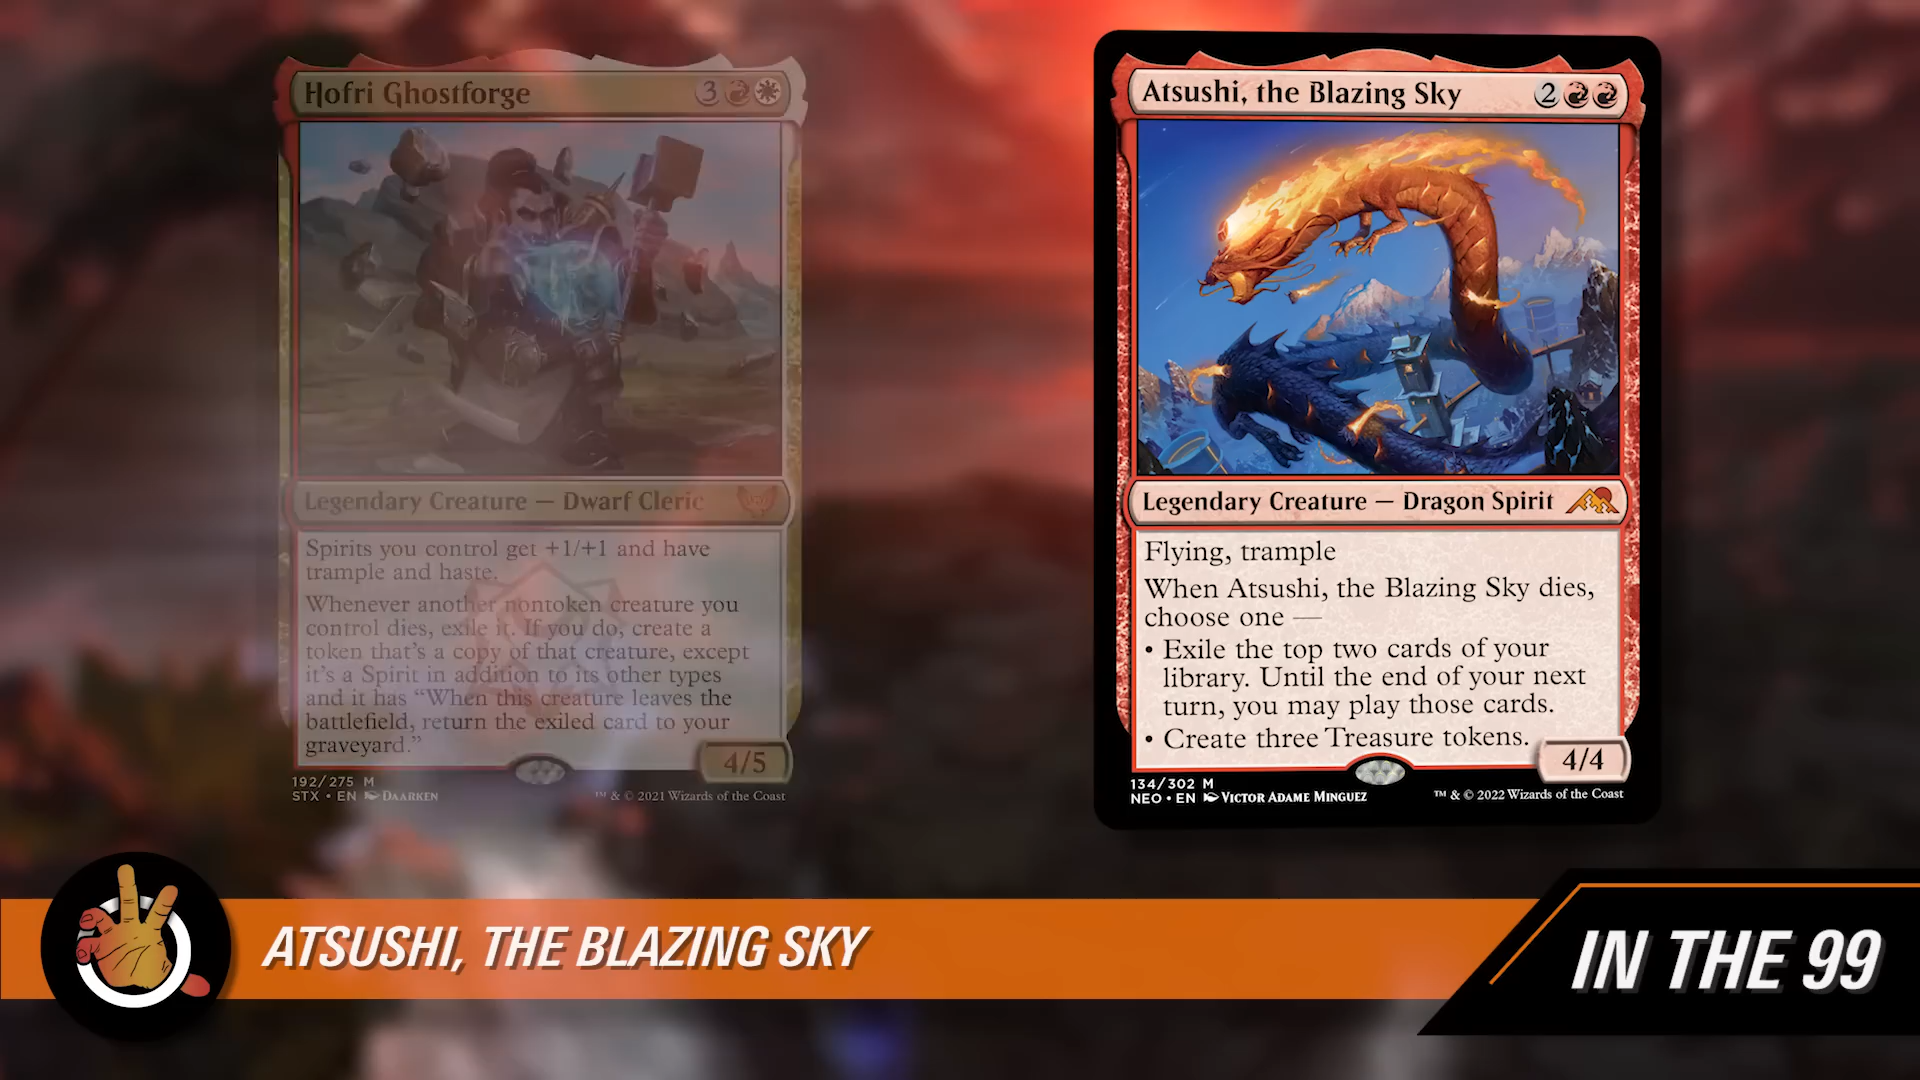 Hofri Ghostforge 3
Legendary Creature — Dwarf Cleric
Spirits you control get +1/+1 and have
trample and haste.
Whenever another nontoken creature you
control dies, exile it. If you do, create a
token that's a copy of that creature, except
it's a Spirit in addition to its other types
and it has “When this creature leaves the
battlefield, return the exiled card to your
graveyard.”
4/5
192/275 M
STX • EN DAARKEN
™ & © 2021 Wizards of the Coast
Atsushi, the Blazing Sky 2
Legendary Creature — Dragon Spirit
Flying, trample
When Atsushi, the Blazing Sky dies,
choose one —
• Exile the top two cards of your
library. Until the end of your next
turn, you may play those cards.
• Create three Treasure tokens.
4/4
134/302 M
NEO • EN VICTOR ADAME MINGUEZ
™ & © 2022 Wizards of the Coast
ATSUSHI, THE BLAZING SKY
IN THE 99